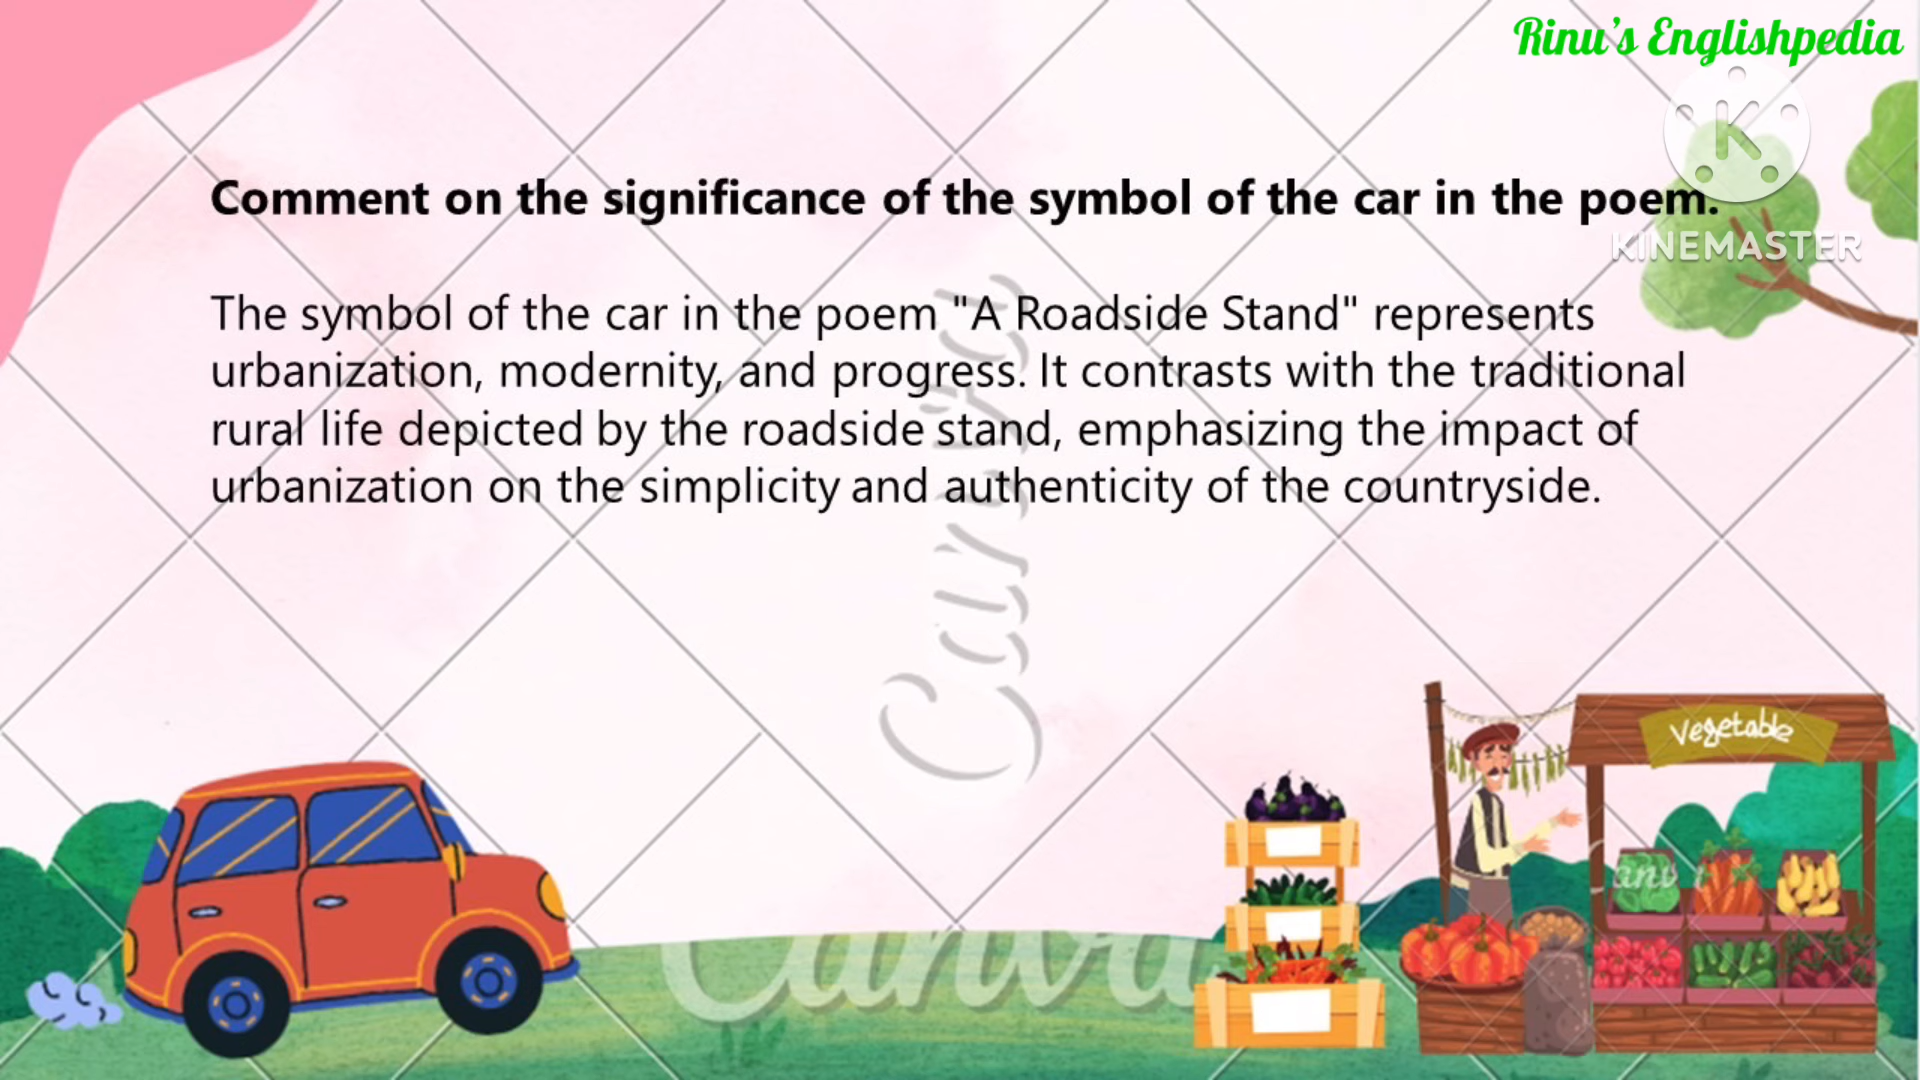 Rinu's Englishpedia
K
KINEMASTER
Comment on the significance of the symbol of the car in the poem.
The symbol of the car in the poem "A Roadside Stand" represents
urbanization, modernity, and progress. It contrasts with the traditional
rural life depicted by the roadside stand, emphasizing the impact of
urbanization on the simplicity and authenticity of the countryside.
Canva
vegetable
Canva